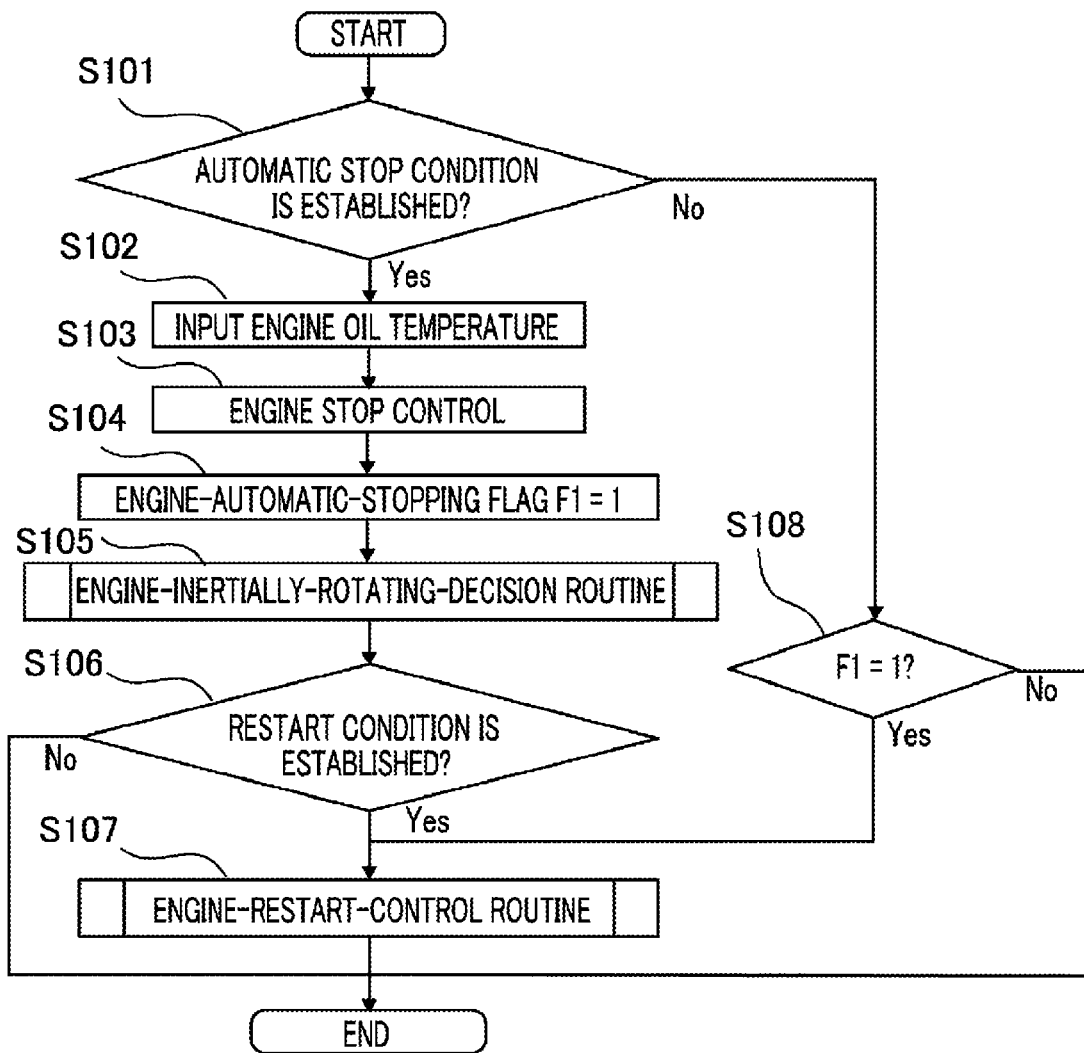 START
S101
AUTOMATIC STOP CONDITION
IS ESTABLISHED?
No
S102
Yes
INPUT ENGINE OIL TEMPERATURE
S103
ENGINE STOP CONTROL
S104
ENGINE-AUTOMATIC-STOPPING FLAG F1 = 1
S105
ENGINE-INERTIALLY-ROTATING-DECISION ROUTINE
S108
F1 = 1?
No
Yes
S106
RESTART CONDITION IS
ESTABLISHED?
No
Yes
S107
ENGINE-RESTART-CONTROL ROUTINE
END